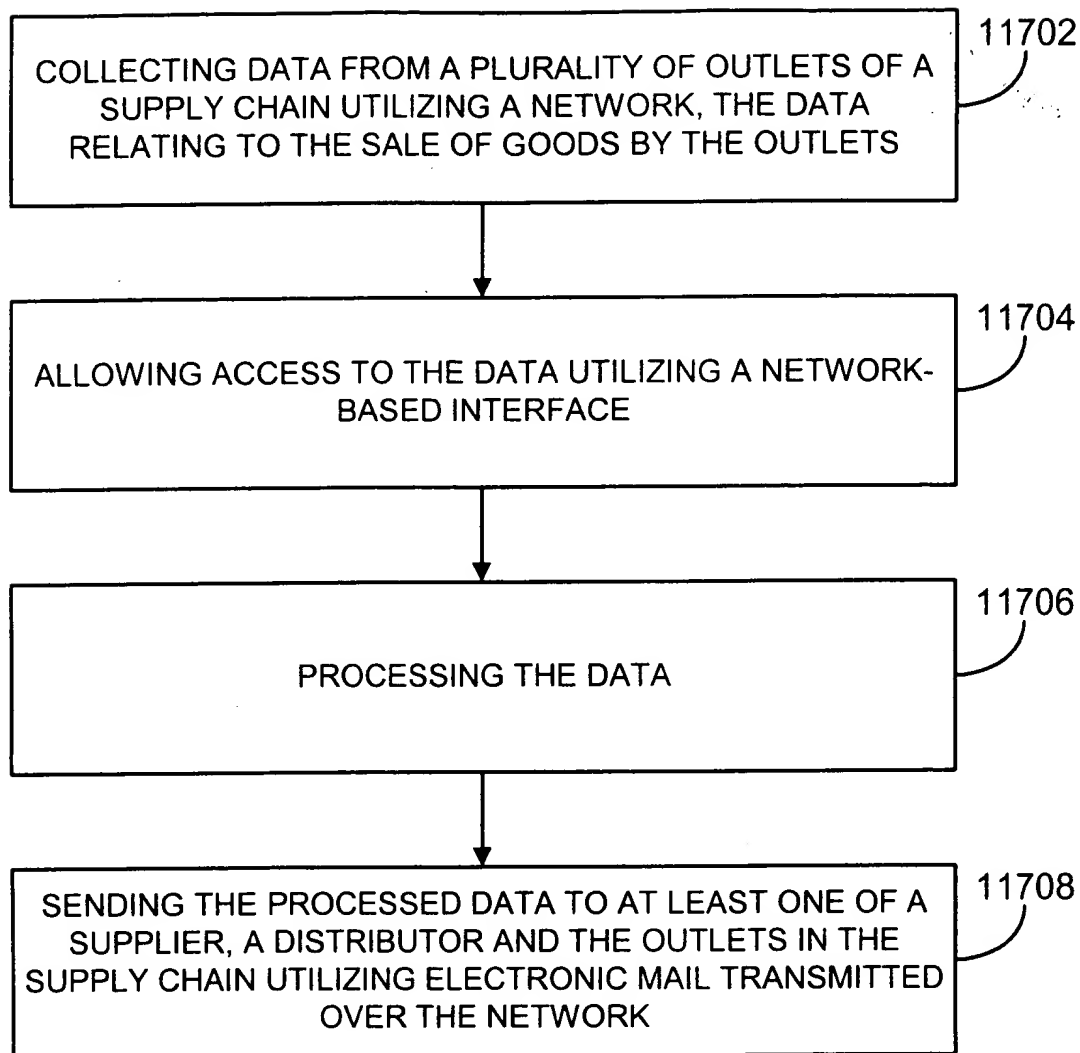 11702
COLLECTING DATA FROM A PLURALITY OF OUTLETS OF A
SUPPLY CHAIN UTILIZING A NETWORK, THE DATA
RELATING TO THE SALE OF GOODS BY THE OUTLETS
11704
ALLOWING ACCESS TO THE DATA UTILIZING A NETWORK-
BASED INTERFACE
11706
PROCESSING THE DATA
11708
SENDING THE PROCESSED DATA TO AT LEAST ONE OF A
SUPPLIER, A DISTRIBUTOR AND THE OUTLETS IN THE
SUPPLY CHAIN UTILIZING ELECTRONIC MAIL TRANSMITTED
OVER THE NETWORK